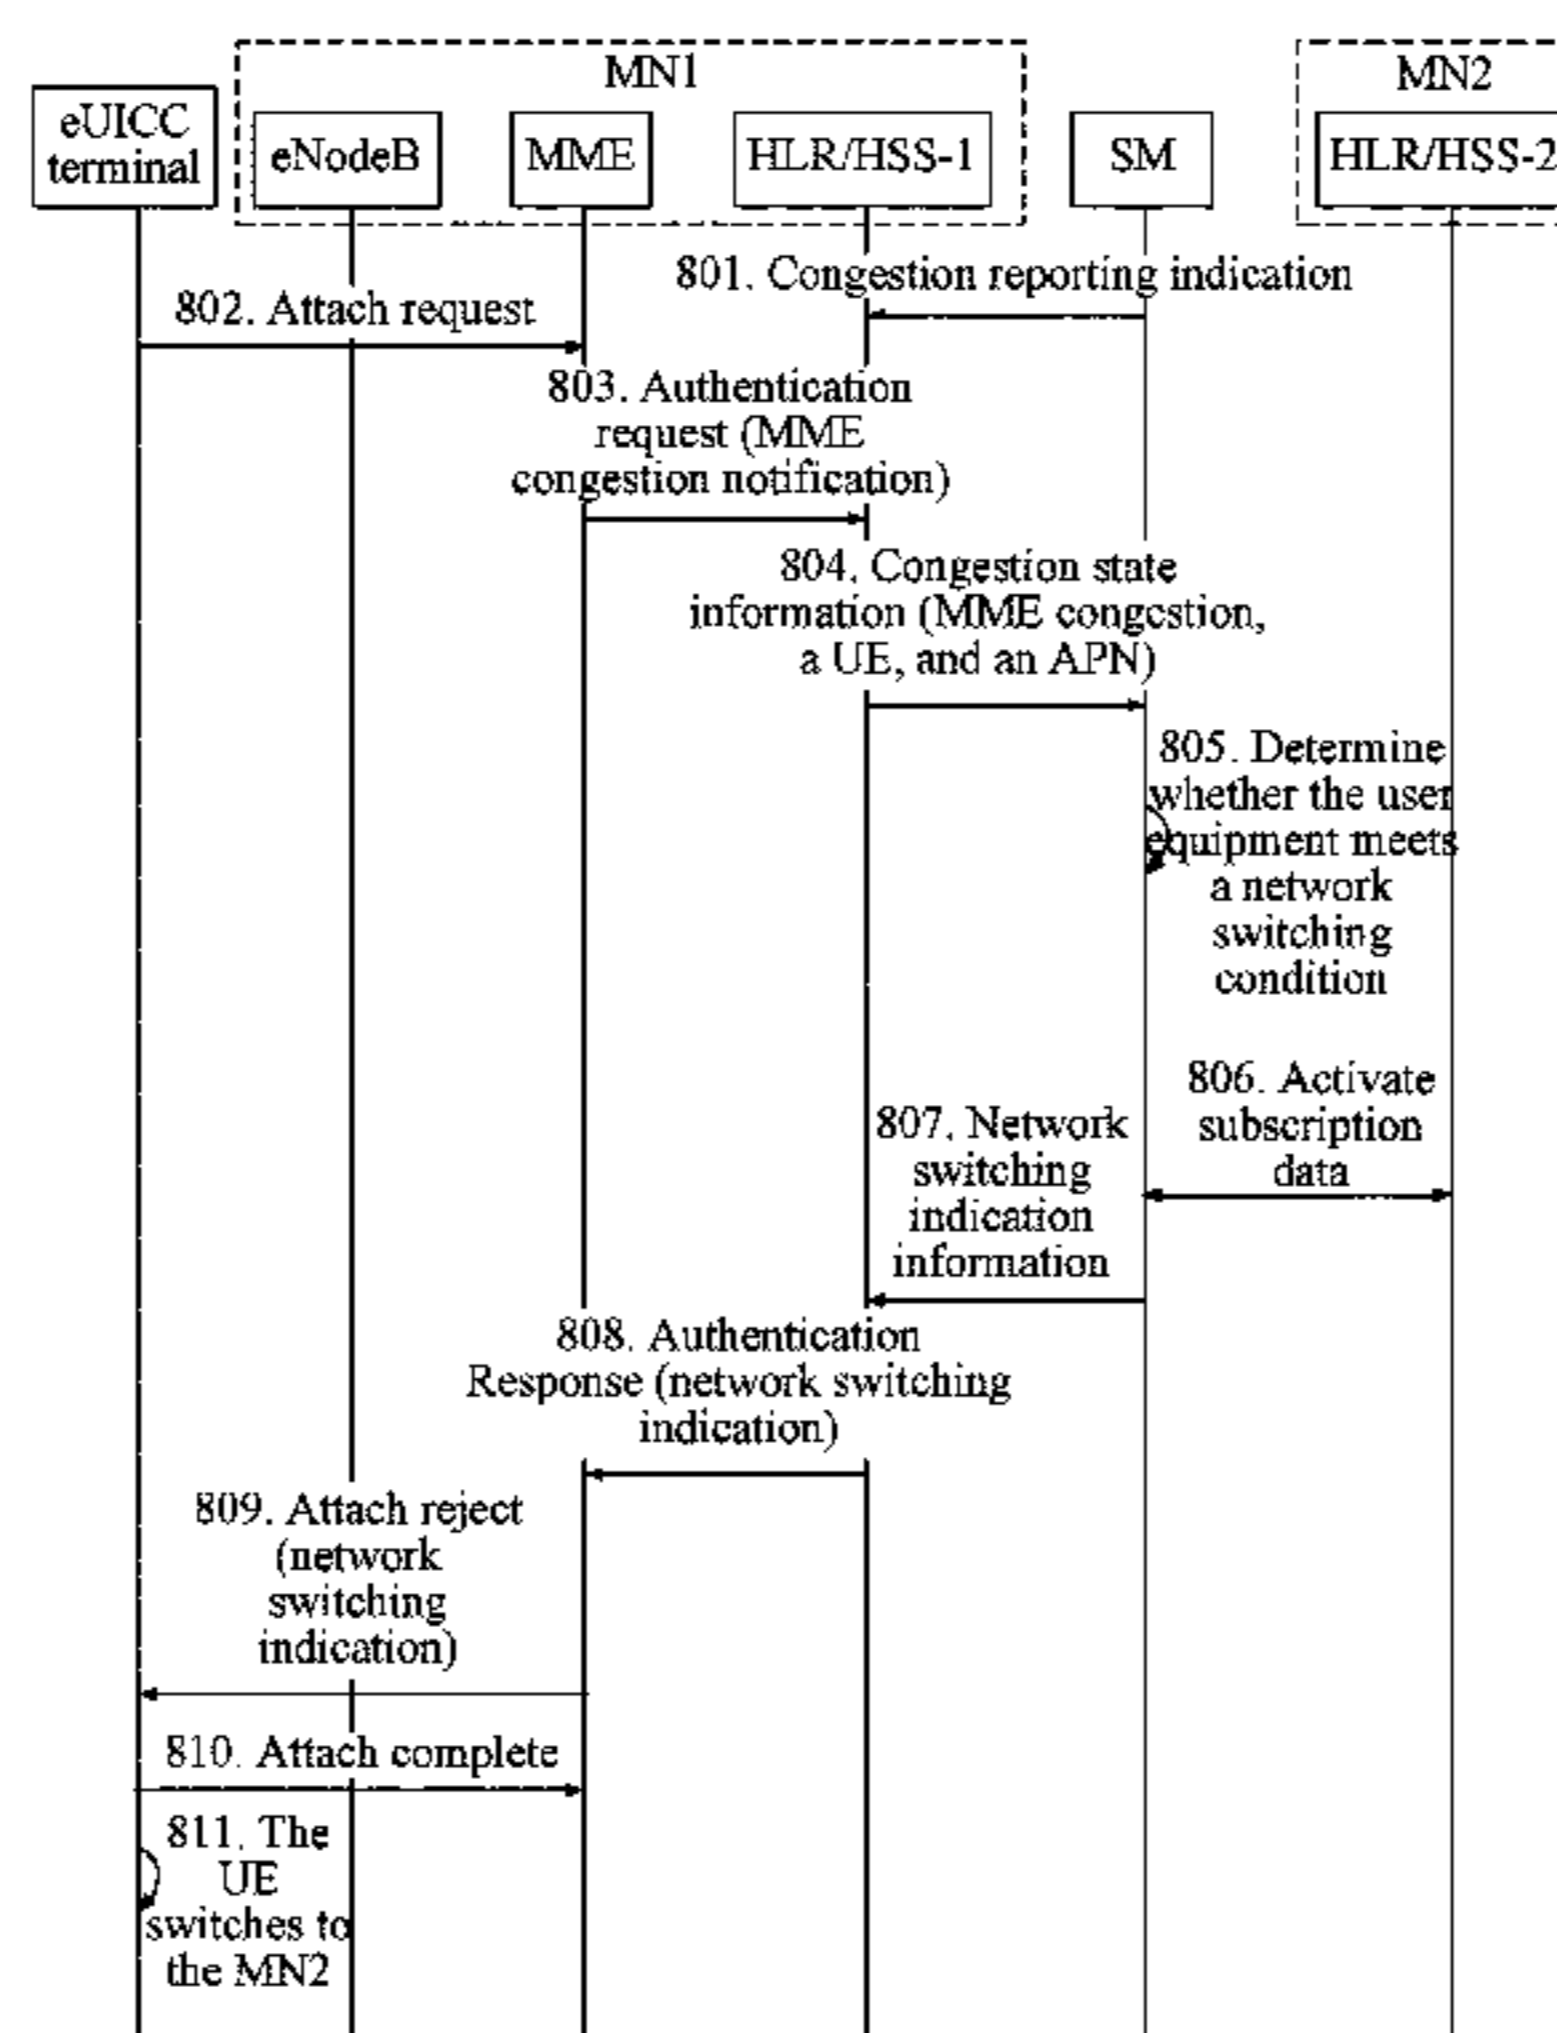 MN1
MN2
eUICC
terminal
eNodeB
MME
HLR/HSS-1
SM
HLR/HSS-2
801. Congestion reporting indication
802. Attach request
803. Authentication
request (MME
congestion notification)
804. Congestion state
information (MME congestion,
a UE, and an APN)
805. Determine
whether the user
equipment meets
a network
switching
condition
806. Activate
subscription
data
807. Network
switching
indication
information
808. Authentication
Response (network switching
indication)
809. Attach reject
(network
switching
indication)
810. Attach complete
811. The
UE
switches to
the MN2